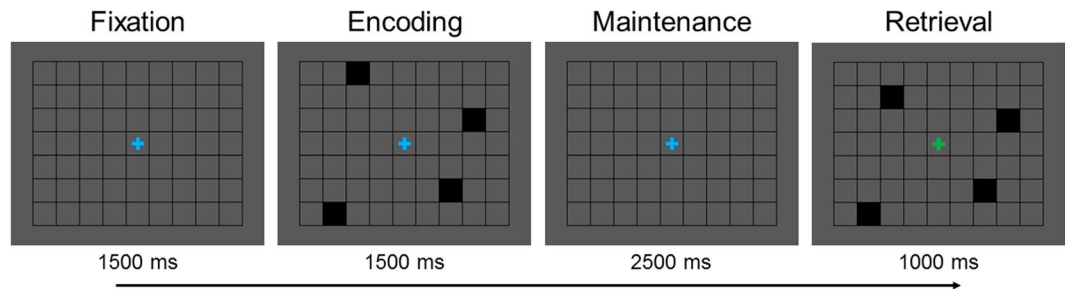 Fixation
Encoding
Maintenance
Retrieval
1500 ms
1500 ms
2500 ms
1000 ms